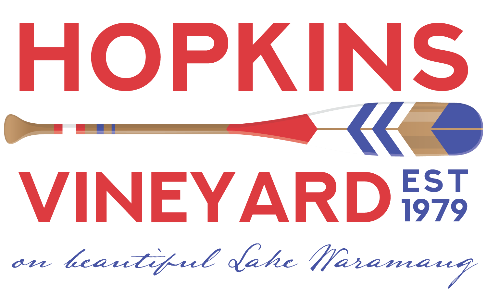 HOPKINS
VINEYARD
EST
1979
on beautiful Lake Waramaug